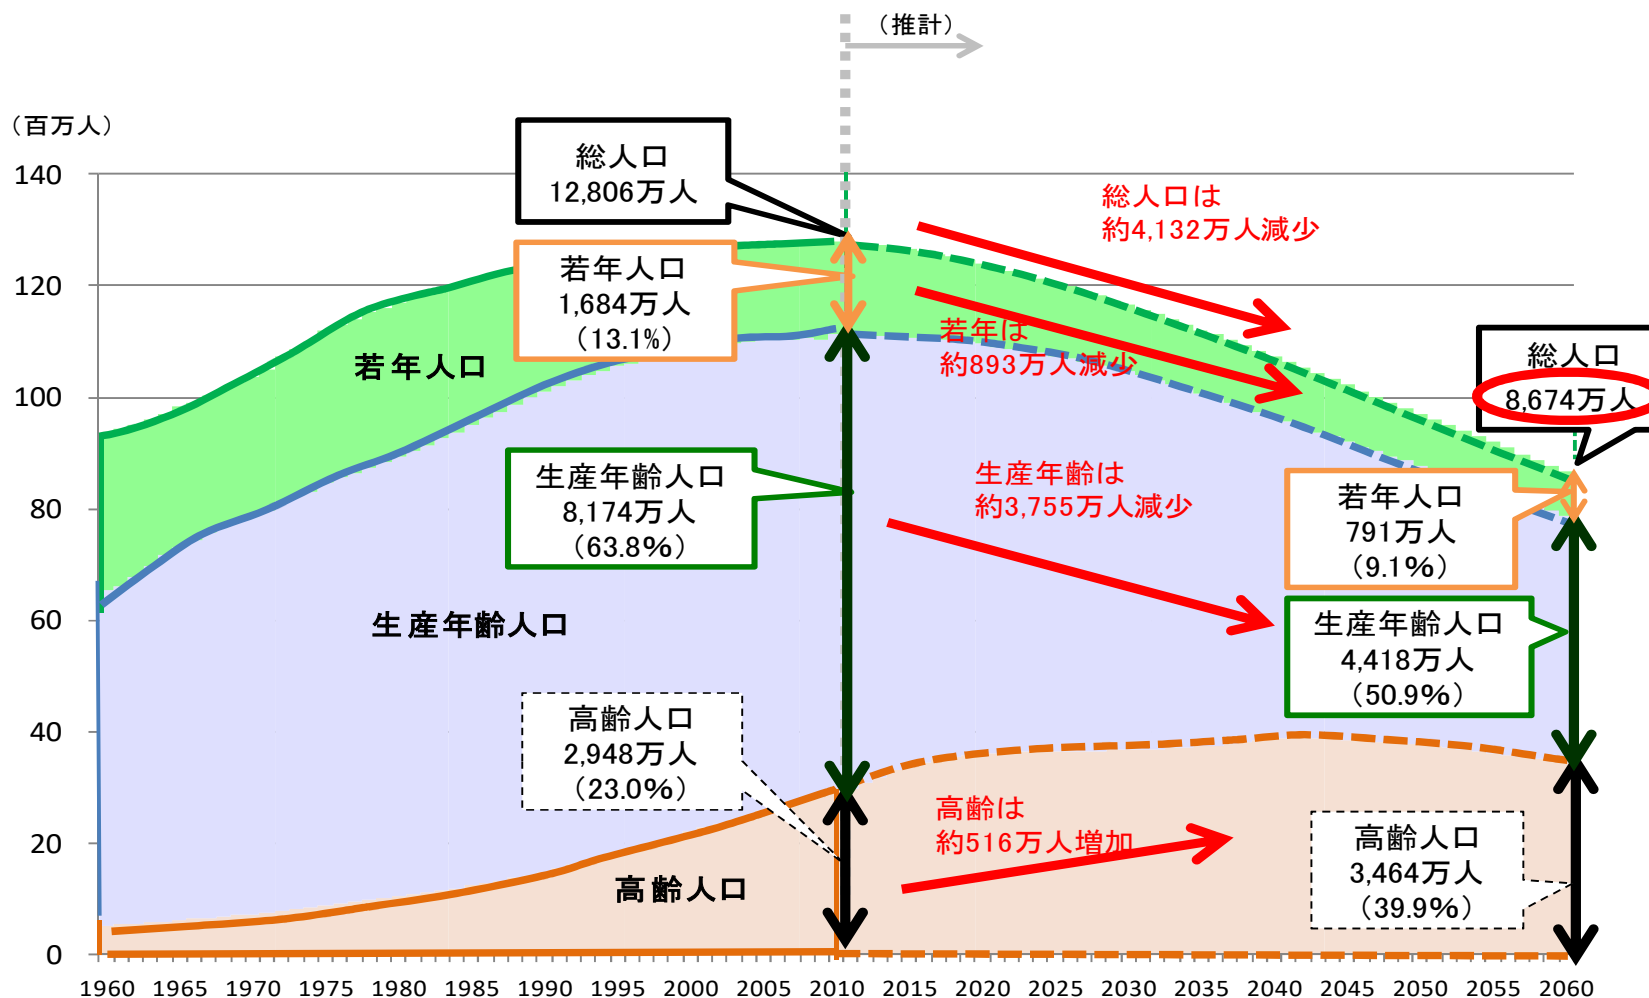 （推計）
（百万人）
140
120
100
80
60
40
20
0
総人口
12,806万人
若年人口
1,684万人
（13.1%）
総人口は
約4,132万人減少
若年は
約893万人減少
総人口
8,674万人
若年人口
生産年齢人口
8,174万人
（63.8%）
生産年齢は
約3,755万人減少
若年人口
791万人
（9.1%）
生産年齢人口
生産年齢人口
4,418万人
（50.9%）
高齢人口
2,948万人
（23.0%）
高齢は
約516万人増加
高齢人口
高齢人口
3,464万人
（39.9%）
1960 1965 1970 1975 1980 1985 1990 1995 2000 2005 2010 2015 2020 2025 2030 2035 2040 2045 2050 2055 2060